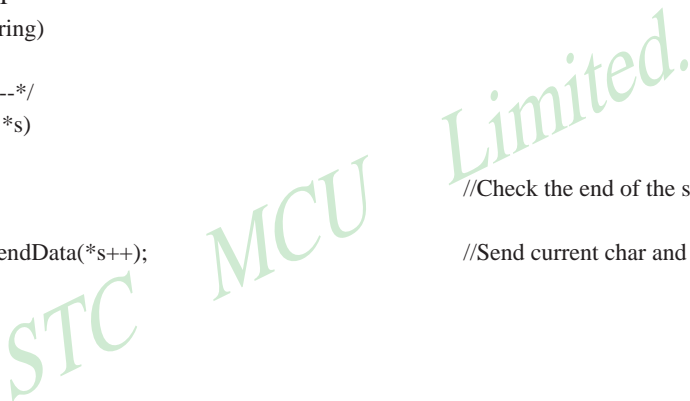 ring)
--*/
*s)
//Check the end of the s
endData(*s++); //Send current char and
STC MCU Limited.